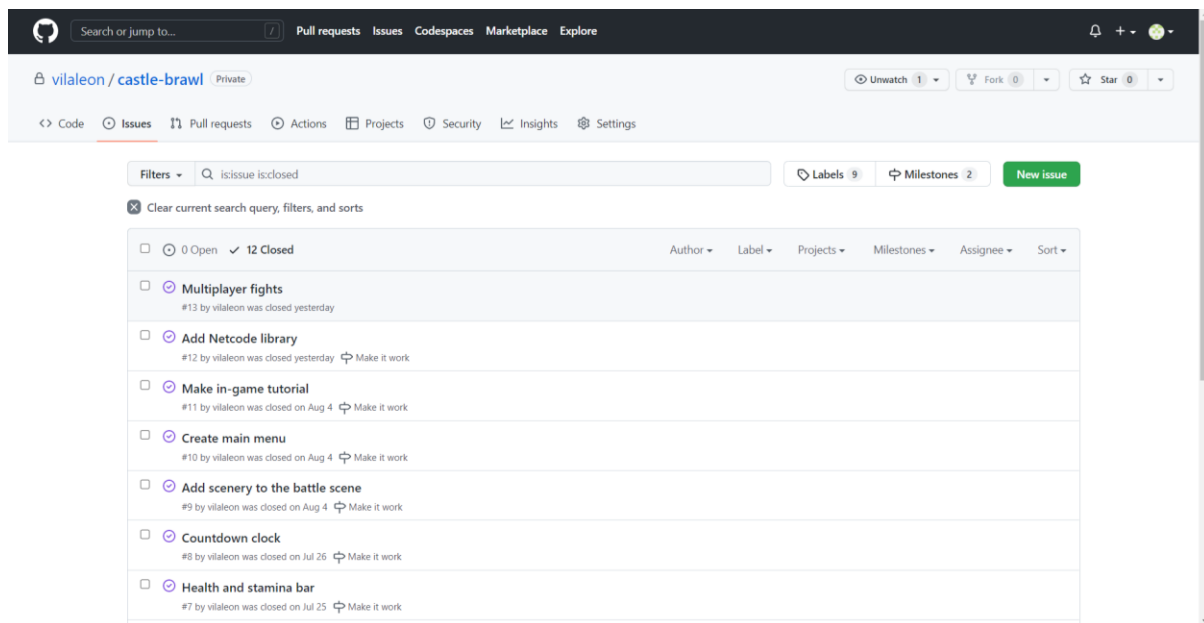 Search or jump to... / Pull requests Issues Codespaces Marketplace Explore
vilaleon / castle-brawl Private Unwatch 1 Fork 0 Star 0
Code Issues Pull requests Actions Projects Security Insights Settings
Filters is:issue is:closed Labels 9 Milestones 2 New issue
Clear current search query, filters, and sorts
0 Open 12 Closed Author Label Projects Milestones Assignee Sort
Multiplayer fights
#13 by vilaleon was closed yesterday
Add Netcode library
#12 by vilaleon was closed yesterday Make it work
Make in-game tutorial
#11 by vilaleon was closed on Aug 4 Make it work
Create main menu
#10 by vilaleon was closed on Aug 4 Make it work
Add scenery to the battle scene
#9 by vilaleon was closed on Aug 4 Make it work
Countdown clock
#8 by vilaleon was closed on Jul 26 Make it work
Health and stamina bar
#7 by vilaleon was closed on Jul 25 Make it work